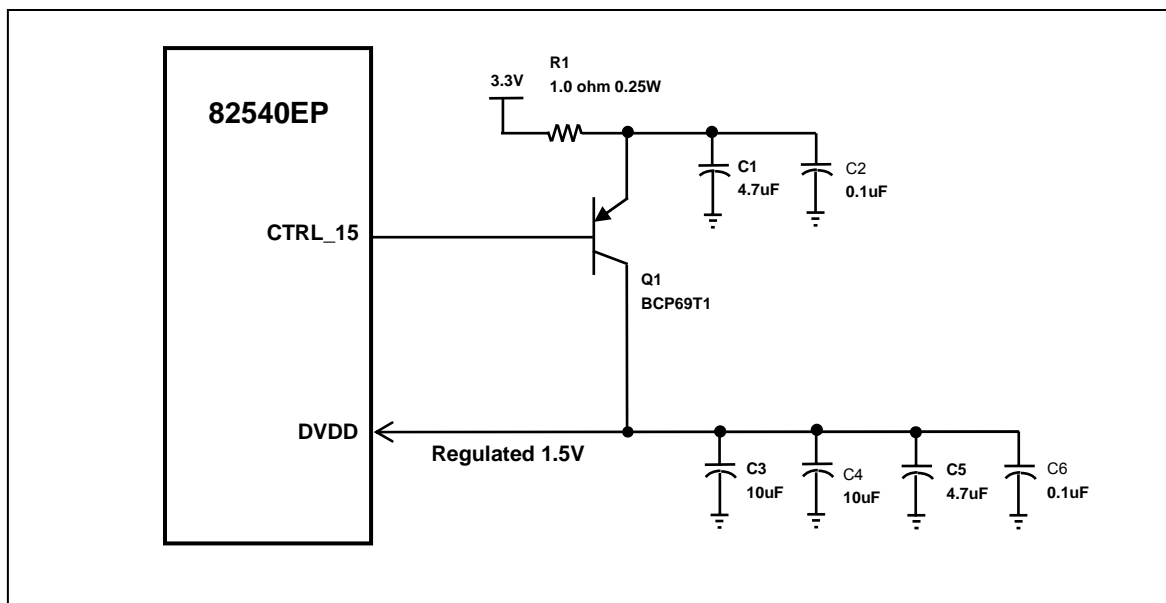 R1
1.0 ohm 0.25W
3.3V
82540EP
C1
4.7uF
C2
0.1uF
CTRL_15
Q1
BCP69T1
DVDD
Regulated 1.5V
C3
10uF
C4
10uF
C5
4.7uF
C6
0.1uF